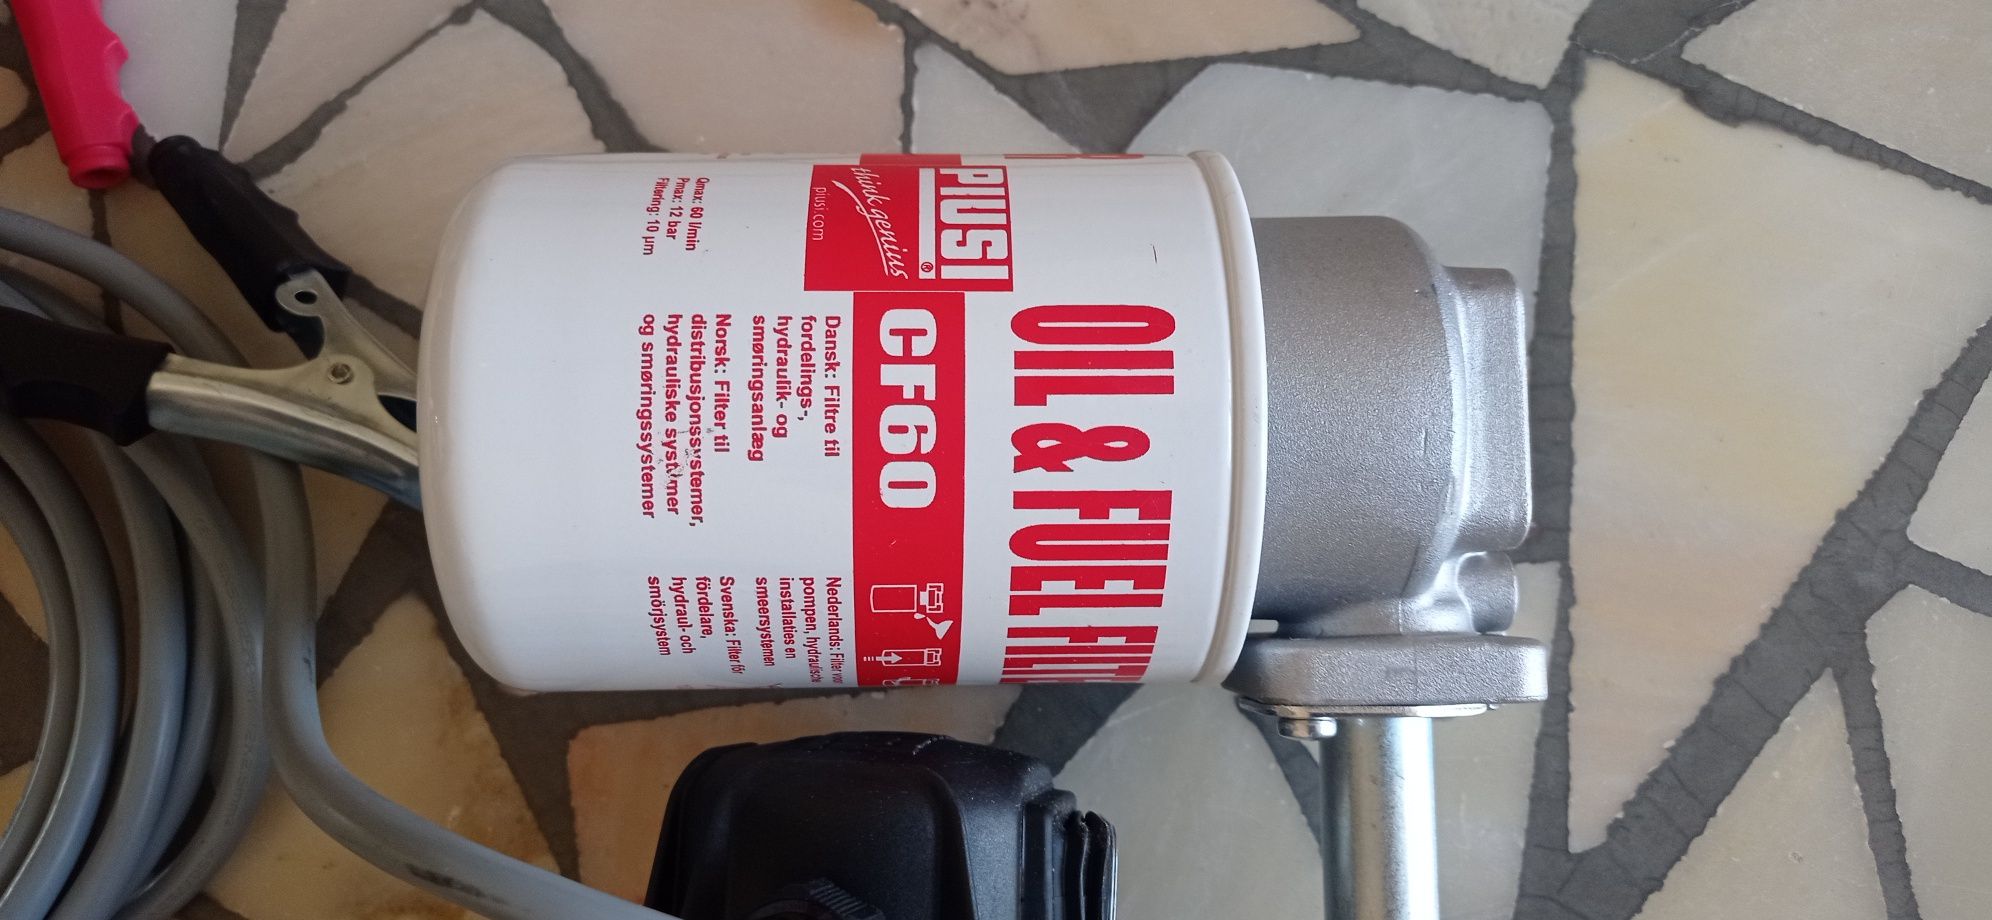 OIL & FUEL FILTE
PIUSI®
think genius
piusi.com
CF60
Qmax: 60 l/min
Pmax: 12 bar
Filtering: 10 µm
Dansk: Filtre til
fordelings-,
hydraulik- og
smøringsanlæg
Norsk: Filter til
distribusjonssystemer,
hydrauliske systemer
og smøringssystemer
Nederlands: Filter voor
pompen, hydraulische
installaties en
smeersystemen
Svenska: Filter för
fördelare,
hydraul- och
smörjsystem